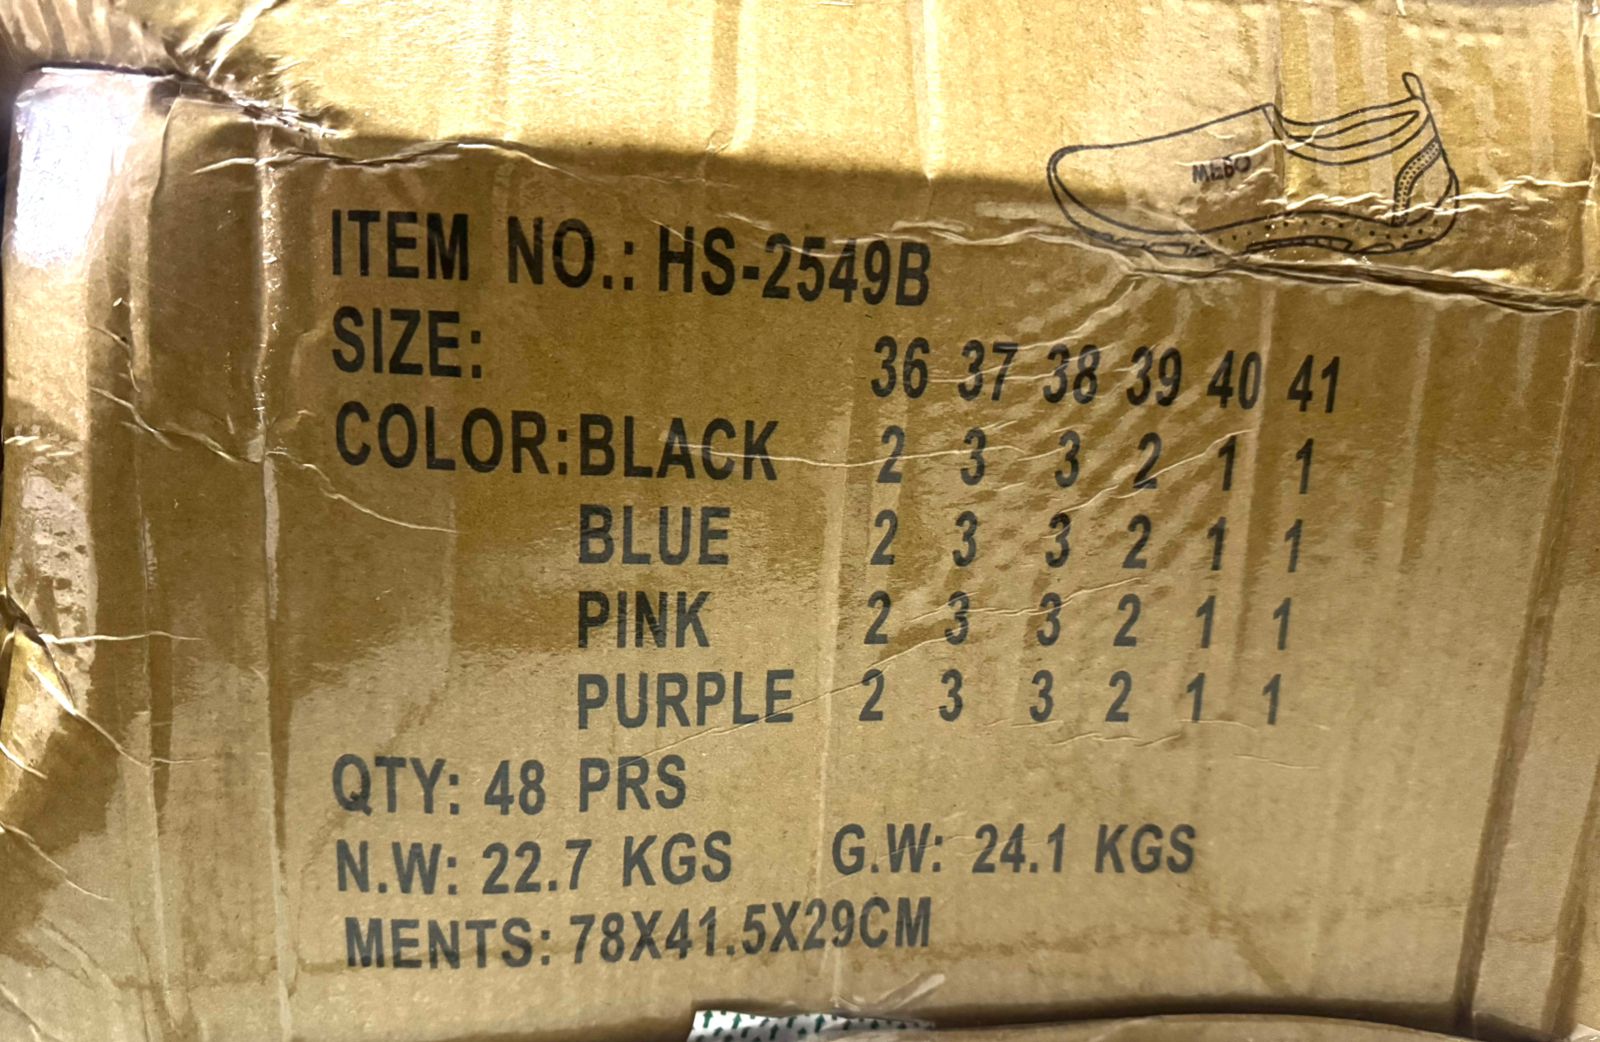 MEBO
ITEM NO.: HS-2549B
SIZE: 36 37 38 39 40 41
COLOR: BLACK 2 3 3 2 1 1
BLUE 2 3 3 2 1 1
PINK 2 3 3 2 1 1
PURPLE 2 3 3 2 1 1
QTY: 48 PRS
N.W: 22.7 KGS G.W: 24.1 KGS
MENTS: 78X41.5X29CM